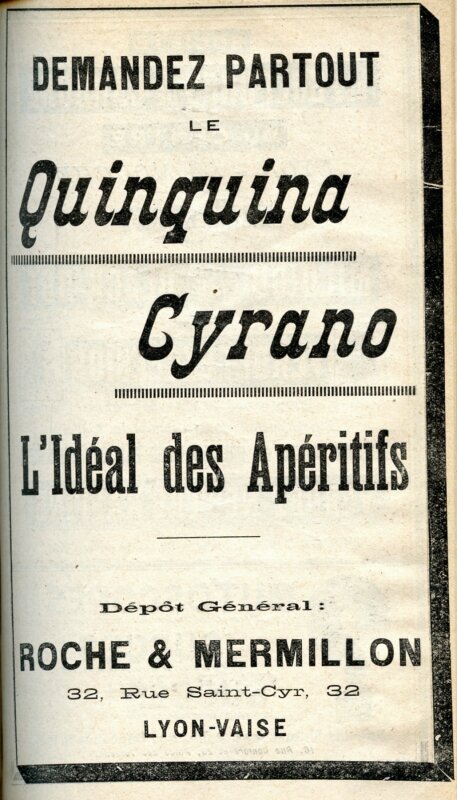 DEMANDEZ PARTOUT
LE
Quinquina
Cyrano
L'Idéal des Apéritifs
Dépôt Général :
ROCHE & MERMILLON
32, Rue Saint-Cyr, 32
LYON-VAISE